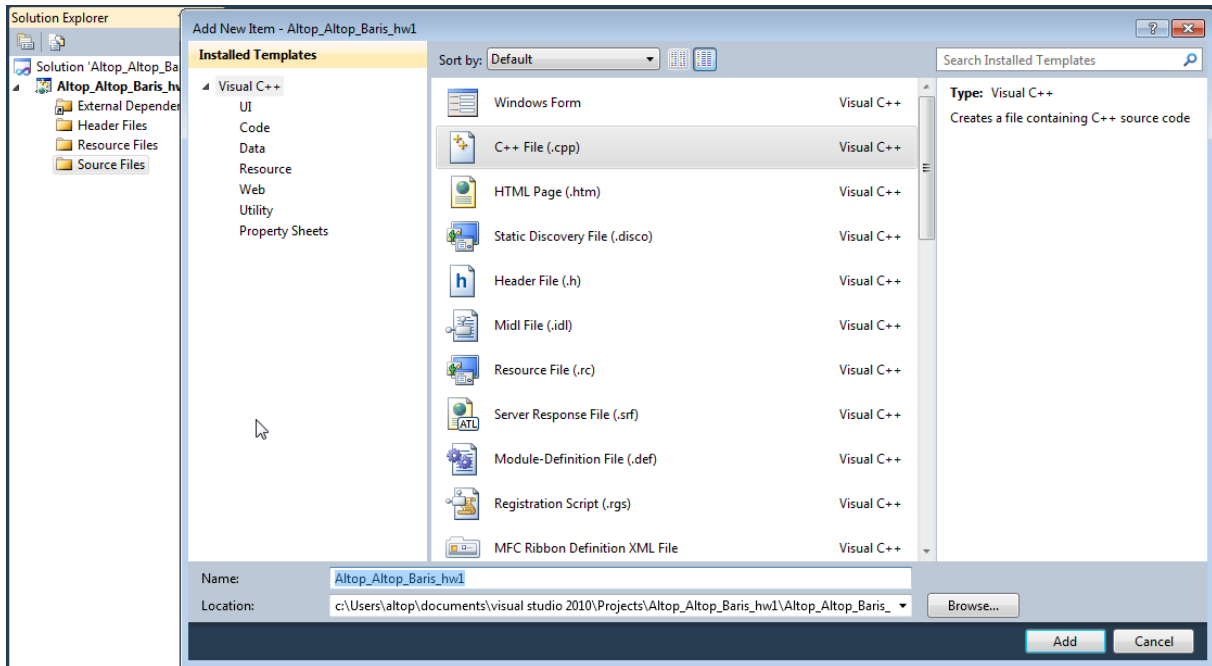 Solution Explorer
Solution 'Altop_Altop_Ba
Altop_Altop_Baris_hw
External Depender
Header Files
Resource Files
Source Files
Add New Item - Altop_Altop_Baris_hw1
Installed Templates
Visual C++
UI
Code
Data
Resource
Web
Utility
Property Sheets
Sort by: Default
Windows Form Visual C++
C++ File (.cpp) Visual C++
HTML Page (.htm) Visual C++
Static Discovery File (.disco) Visual C++
Header File (.h) Visual C++
Midl File (.idl) Visual C++
Resource File (.rc) Visual C++
ATL
Server Response File (.srf) Visual C++
Module-Definition File (.def) Visual C++
Registration Script (.rgs) Visual C++
MFC Ribbon Definition XML File Visual C++
Search Installed Templates
Type: Visual C++
Creates a file containing C++ source code
Name: Altop_Altop_Baris_hw1
Location: c:\Users\altop\documents\visual studio 2010\Projects\Altop_Altop_Baris_hw1\Altop_Altop_Baris_
Browse...
Add Cancel